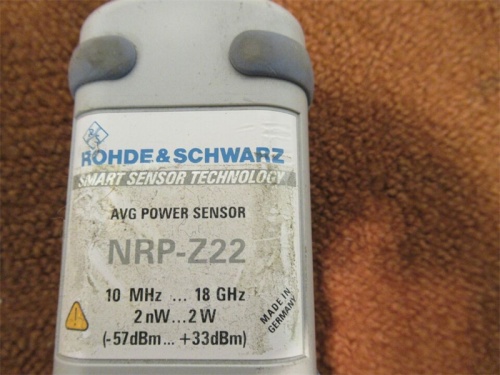 ROHDE & SCHWARZ
SMART SENSOR TECHNOLOGY
AVG POWER SENSOR
NRP-Z22
10 MHz ... 18 GHz
2 nW...2 W
(-57dBm... +33dBm)
MADE IN
GERMANY